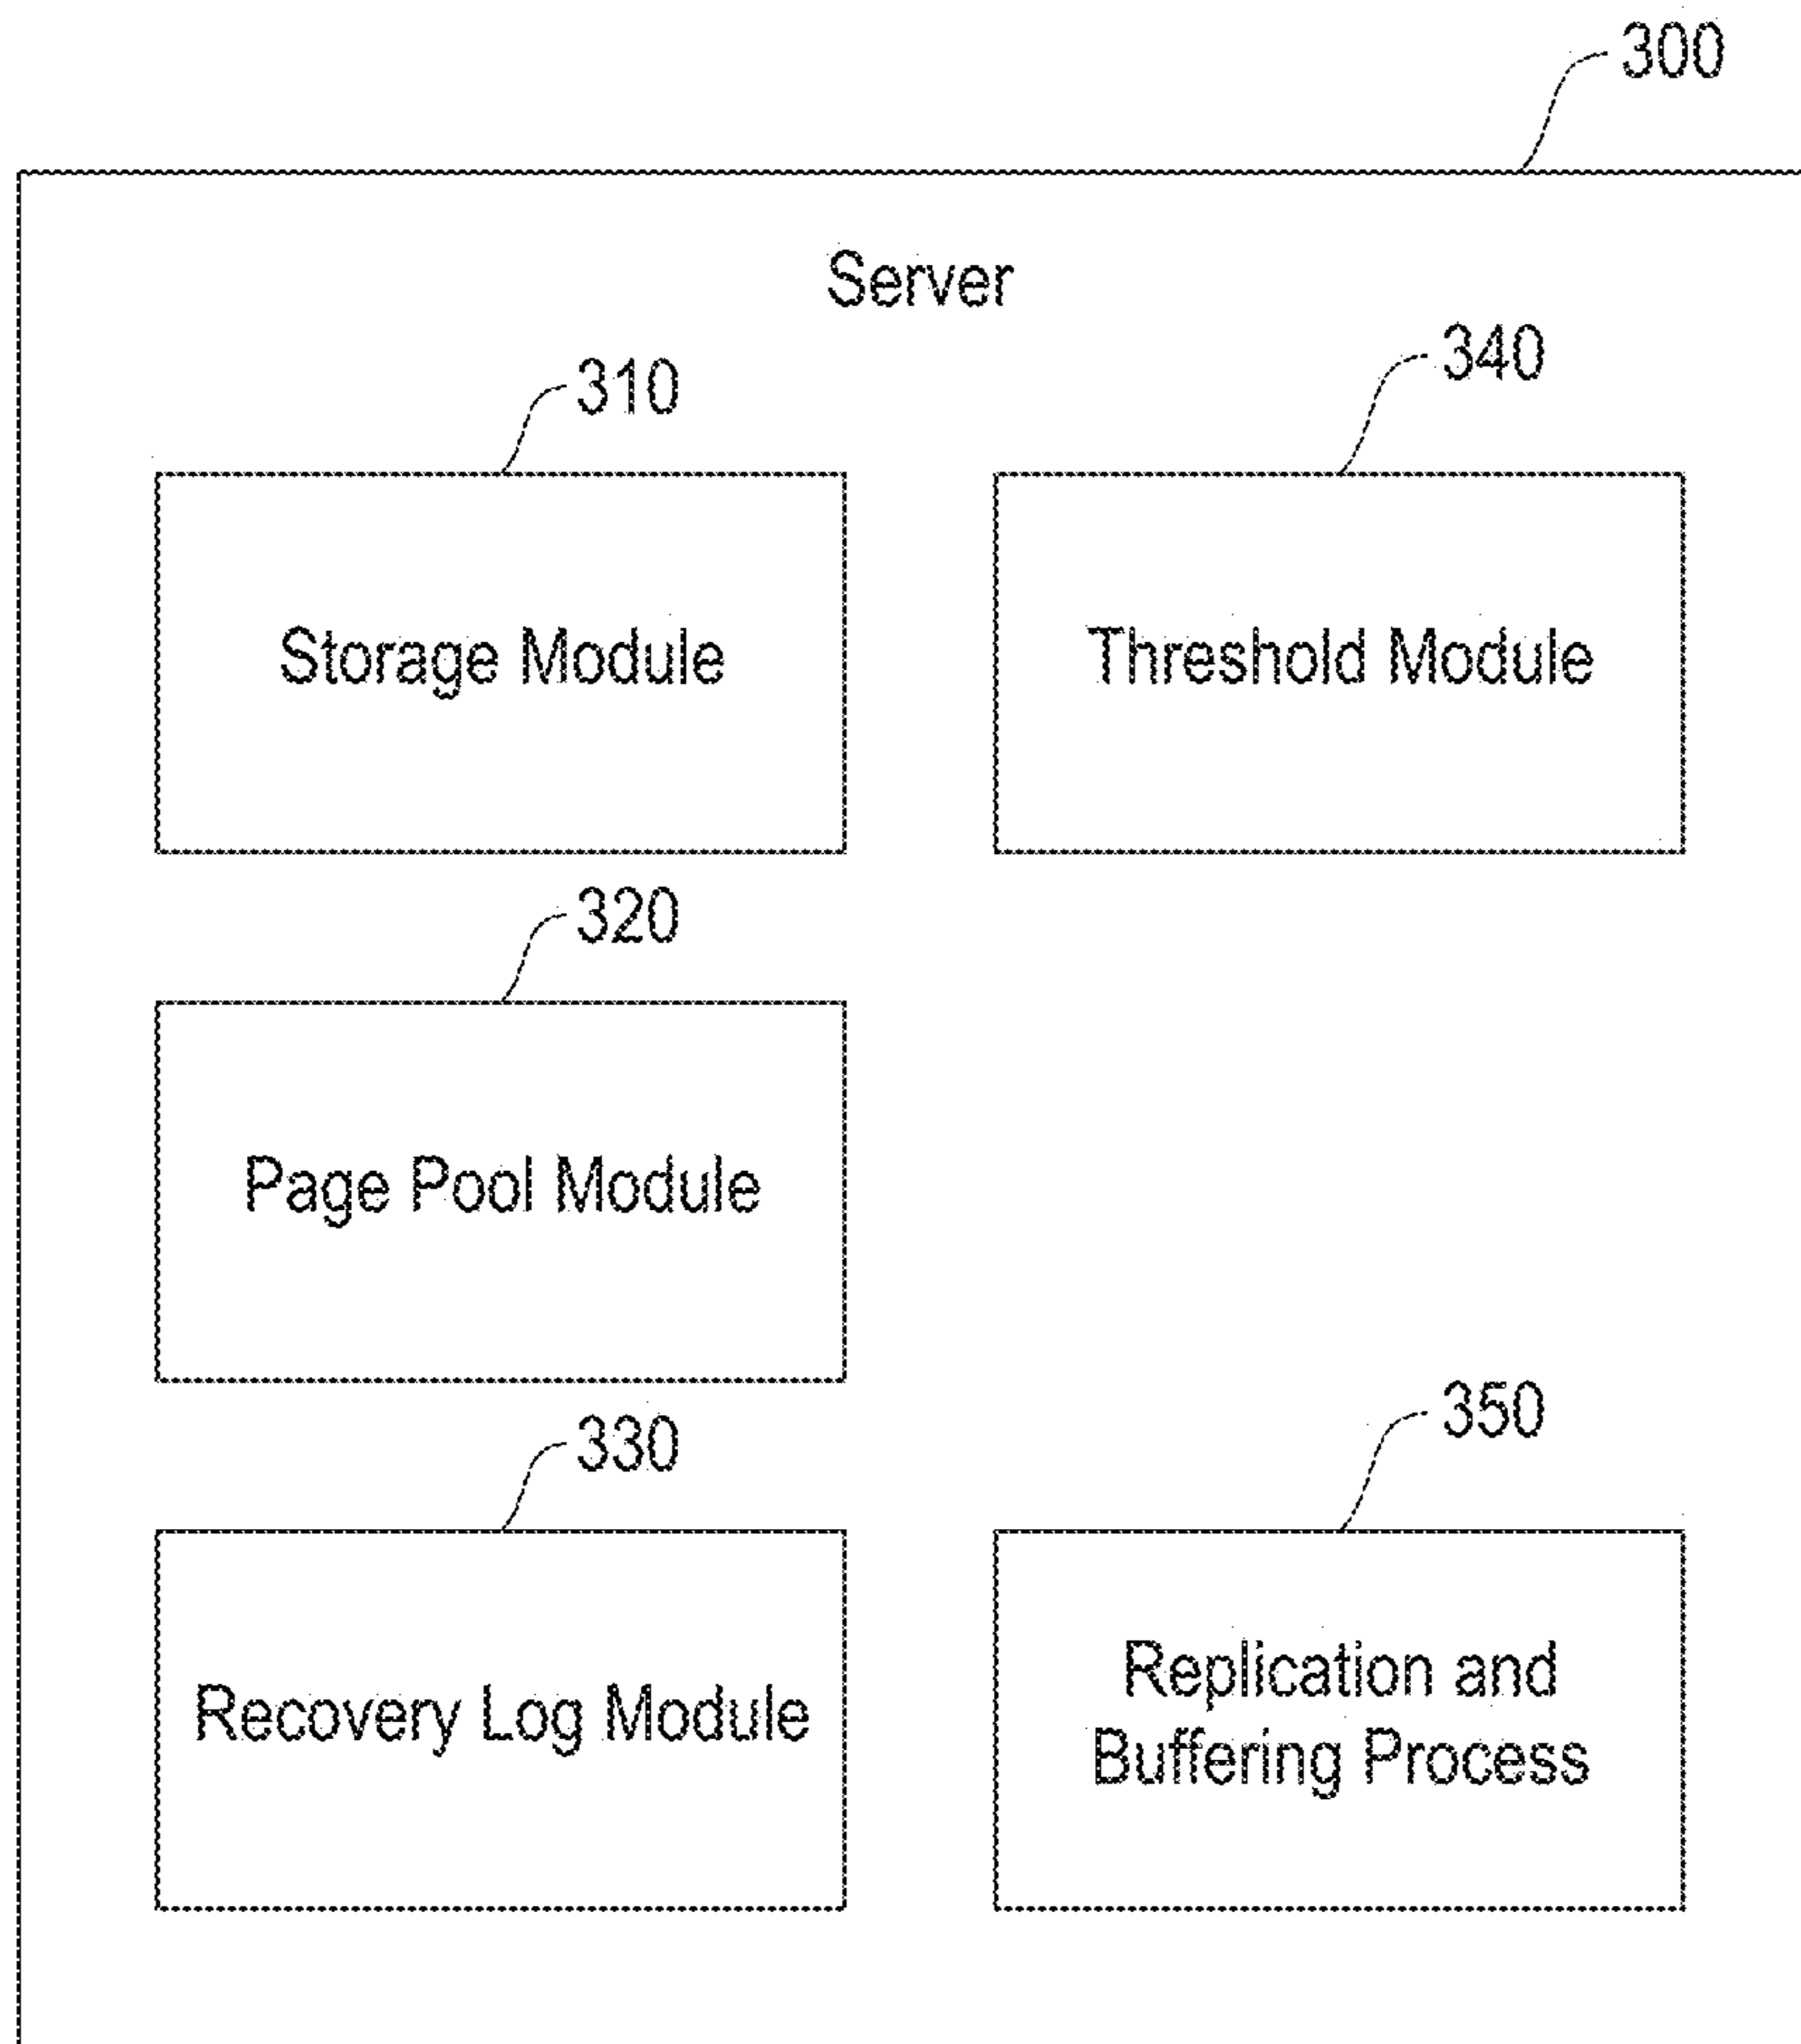 300
Server
310
340
Storage Module
Threshold Module
320
Page Pool Module
330
350
Recovery Log Module
Replication and
Buffering Process